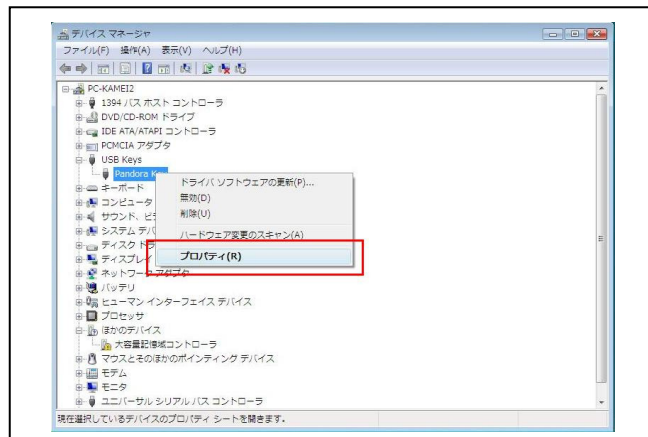 デバイス マネージャ
ファイル(F) 操作(A) 表示(V) ヘルプ(H)
PC-KAMEI2
1394 バス ホスト コントローラ
DVD/CD-ROM ドライブ
IDE ATA/ATAPI コントローラ
PCMCIA アダプタ
USB Keys
Pandora
ドライバ ソフトウェアの更新(P)...
無効(D)
削除(U)
ハードウェア変更のスキャン(A)
プロパティ(R)
キーボード
コンピュータ
サウンド、ビ
システム デバ
ディスク ドラ
ディスプレイ
ネットワーク アダプタ
バッテリ
ヒューマン インターフェイス デバイス
プロセッサ
ほかのデバイス
大容量記憶域コントローラ
マウスとそのほかのポインティング デバイス
モデム
モニタ
ユニバーサル シリアル バス コントローラ
現在選択しているデバイスのプロパティ シートを開きます。